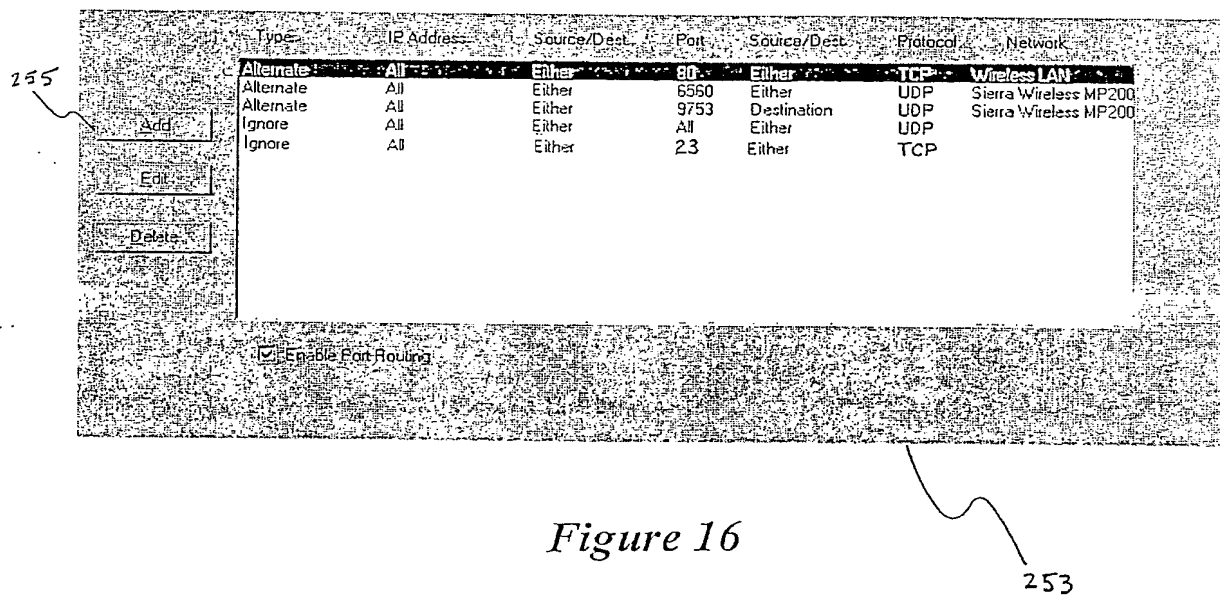 Type IP Address Source/Dest. Port Source/Dest. Protocol Network
Alternate All Either 80 Either TCP Wireless LAN
255 Alternate All Either 6560 Either UDP Sierra Wireless MP200
Alternate All Either 9753 Destination UDP Sierra Wireless MP200
Add Ignore All Either All Either UDP
Ignore All Either 23 Either TCP
Edit
Delete
Enable Port Routing
Figure 16
253